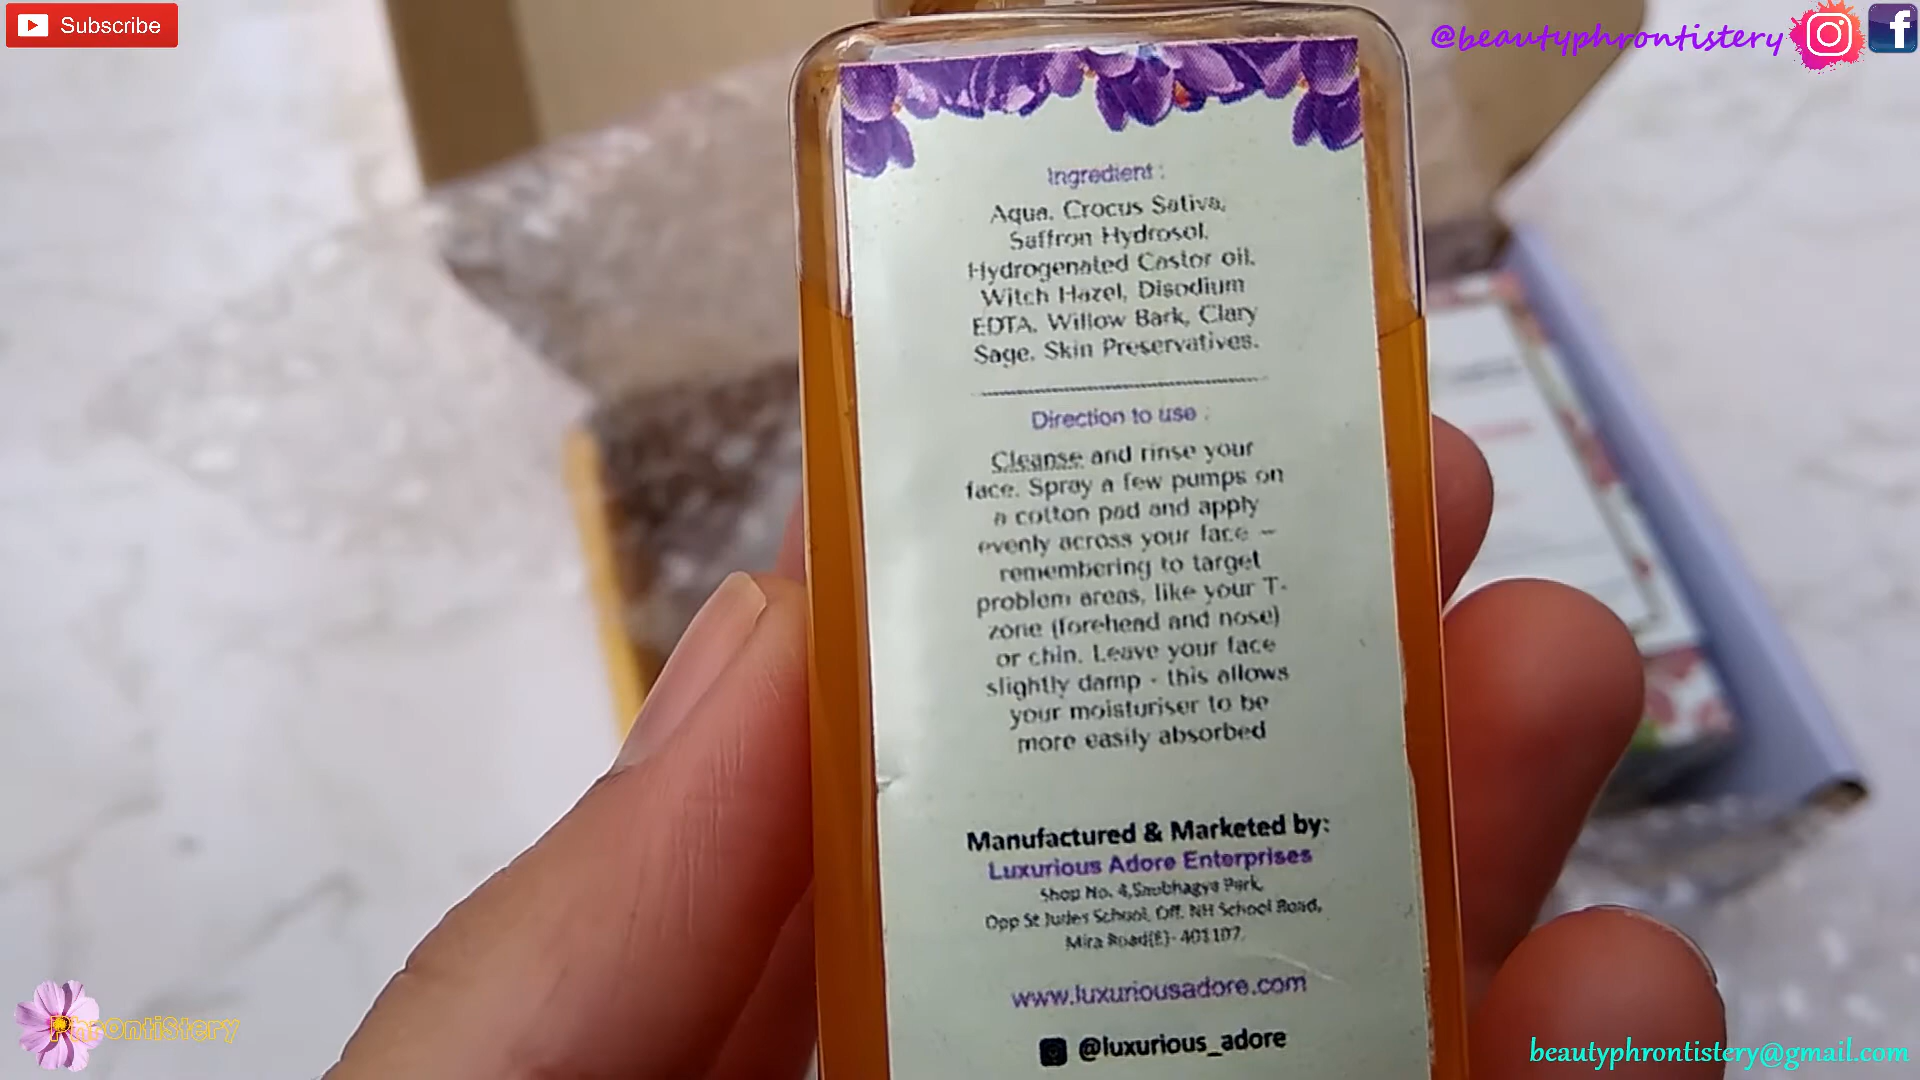 Subscribe
@beautyphrontistery
Ingredient :
Aqua, Crocus Sativa,
Saffron Hydrosol,
Hydrogenated Castor oil,
Witch Hazel, Disodium
EDTA, Willow Bark, Clary
Sage, Skin Preservatives.
Direction to use :
Cleanse and rinse your
face. Spray a few pumps on
a cotton pad and apply
evenly across your face –
remembering to target
problem areas, like your T-
zone (forehead and nose)
or chin. Leave your face
slightly damp - this allows
your moisturiser to be
more easily absorbed
Manufactured & Marketed by:
Luxurious Adore Enterprises
Shop No. 4,Saubhagya Park,
Opp St Judes School, Off. NH School Road,
Mira Road(E)- 401107.
www.luxuriousadore.com
@luxurious_adore
PhrOntiStery
beautyphrontistery@gmail.com